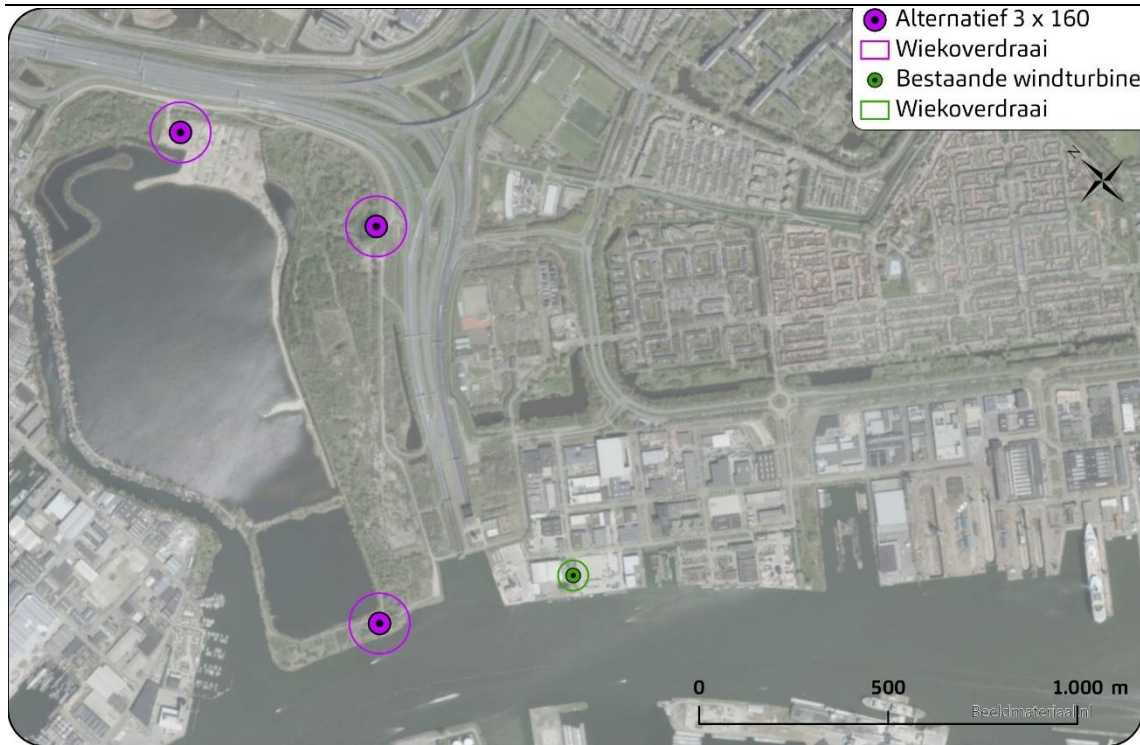 Alternatief 3 x 160
Wiekoverdraai
Bestaande windturbine
Wiekoverdraai
N
0 500 1.000 m
Beeldmateriaal.nl